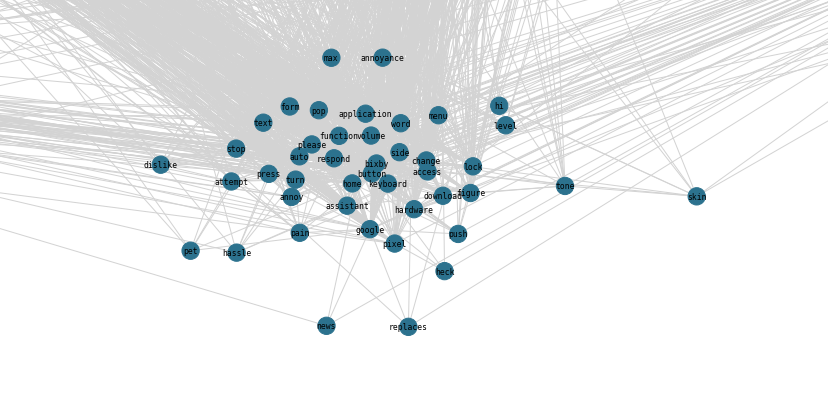 max
annoyance
form
pop
application
hi
text
word
menu
level
function
volume
please
stop
auto
respond
side
dislike
bixby
change
lock
access
press
button
attempt
turn
home
keyboard
tone
annoy
download
figure
skin
assistant
hardware
google
pain
push
pixel
pet
hassle
heck
news
replaces